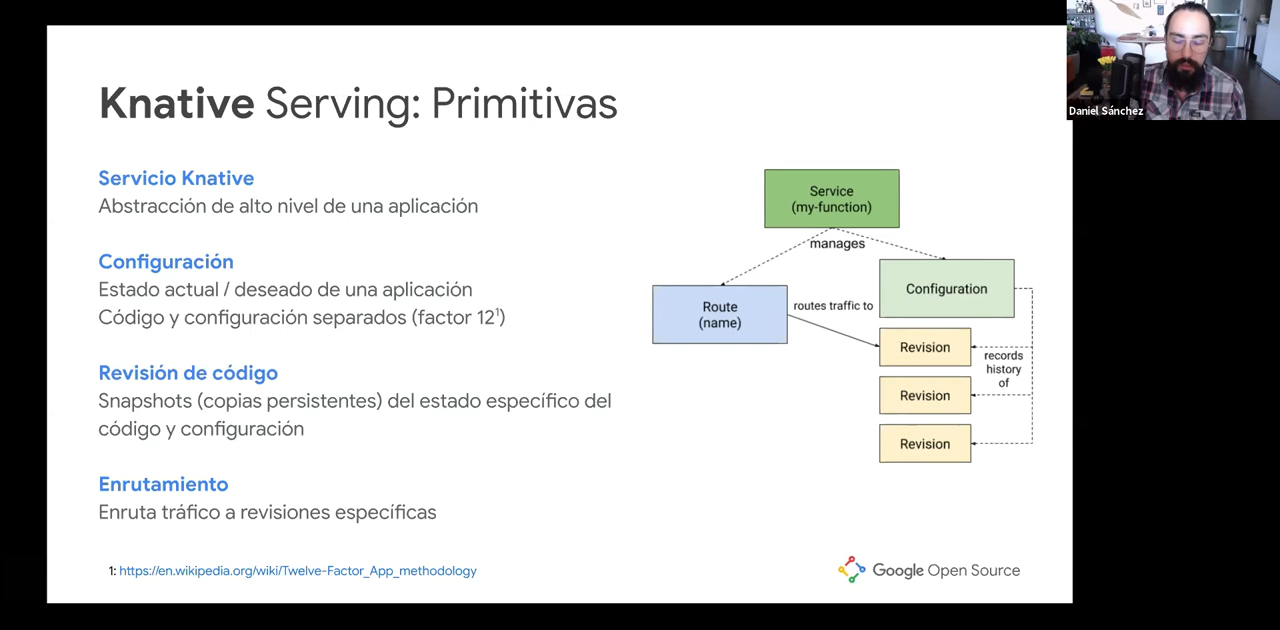 Knative Serving: Primitivas
Servicio Knative
Abstracción de alto nivel de una aplicación
Configuración
Estado actual / deseado de una aplicación
Código y configuración separados (factor 12¹)
Revisión de código
Snapshots (copias persistentes) del estado específico del
código y configuración
Enrutamiento
Enruta tráfico a revisiones específicas
1: https://en.wikipedia.org/wiki/Twelve-Factor_App_methodology
Service
(my-function)
manages
Route
(name)
routes traffic to
Configuration
Revision
Revision
Revision
records
history
of
Google Open Source
Daniel Sánchez